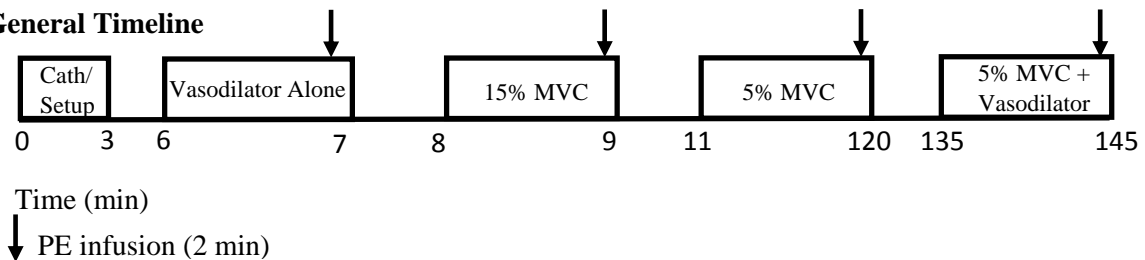 General Timeline
Cath/
Setup
Vasodilator Alone
15% MVC
5% MVC
5% MVC +
Vasodilator
0 3 6 7 8 9 11 120 135 145
Time (min)
PE infusion (2 min)